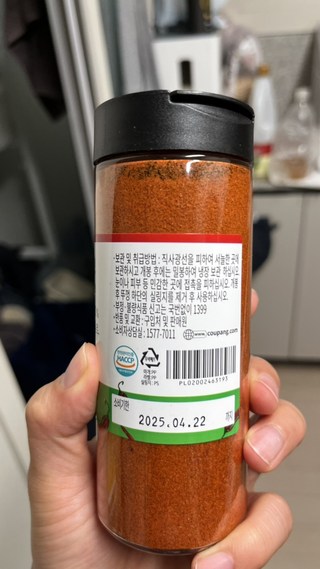 · 보관 및 취급방법 : 직사광선을 피하여 서늘한 곳에
보관하시고 개봉 후에는 밀봉하여 냉장 보관 하십시오.
눈이나 피부 등 민감한 곳에 접촉을 피하십시오. 개봉
후 뚜껑 하단의 실링지를 제거 후 사용하십시오.
· 부정·불량식품 신고는 국번없이 1399
· 반품 및 교환 : 구입처 및 판매원
· 소비자상담실 : 1577-7011
www.coupang.com
HACCP
PL02002463193
소비기한
2025.04.22
까지